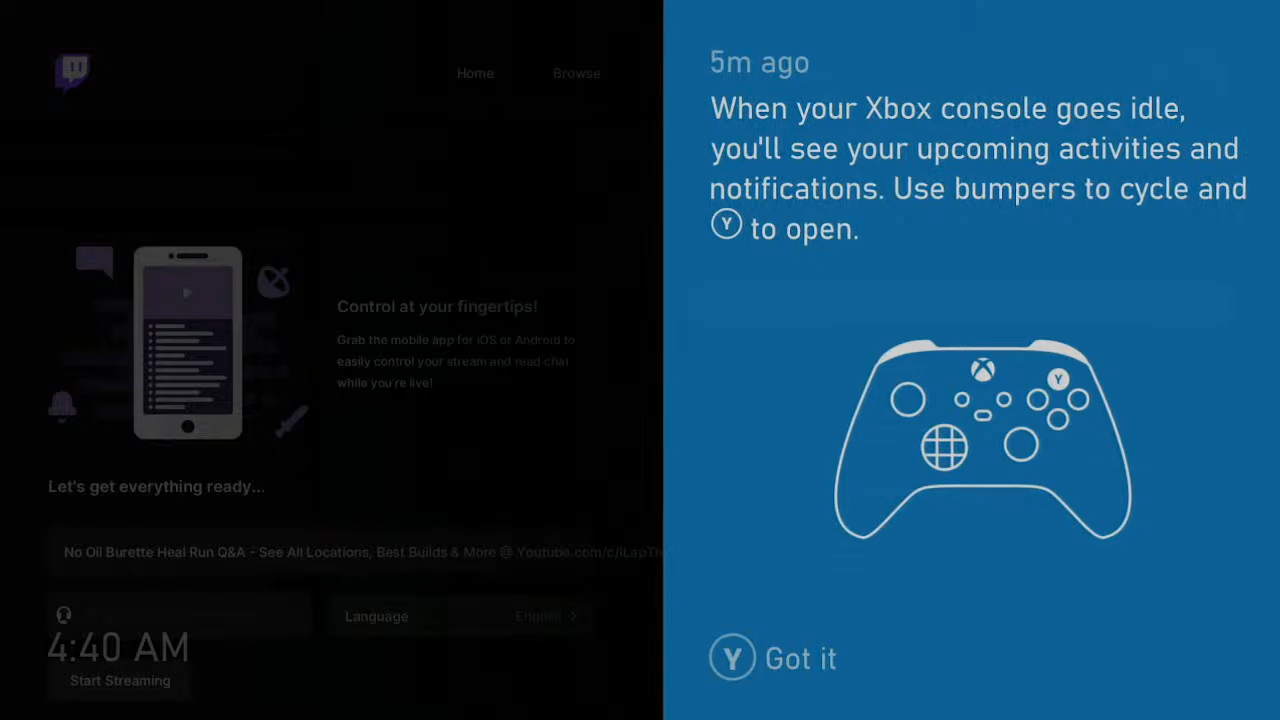 Home Browse
Control at your fingertips!
Grab the mobile app for iOS or Android to
easily control your stream and read chat
while you're live!
Let's get everything ready...
No Oil Burette Heal Run Q&A - See All Locations, Best Builds & More @ Youtube.com/c/iLapTh
Language English
4:40 AM
Start Streaming
5m ago
When your Xbox console goes idle,
you'll see your upcoming activities and
notifications. Use bumpers to cycle and
Y to open.
Y
Y Got it